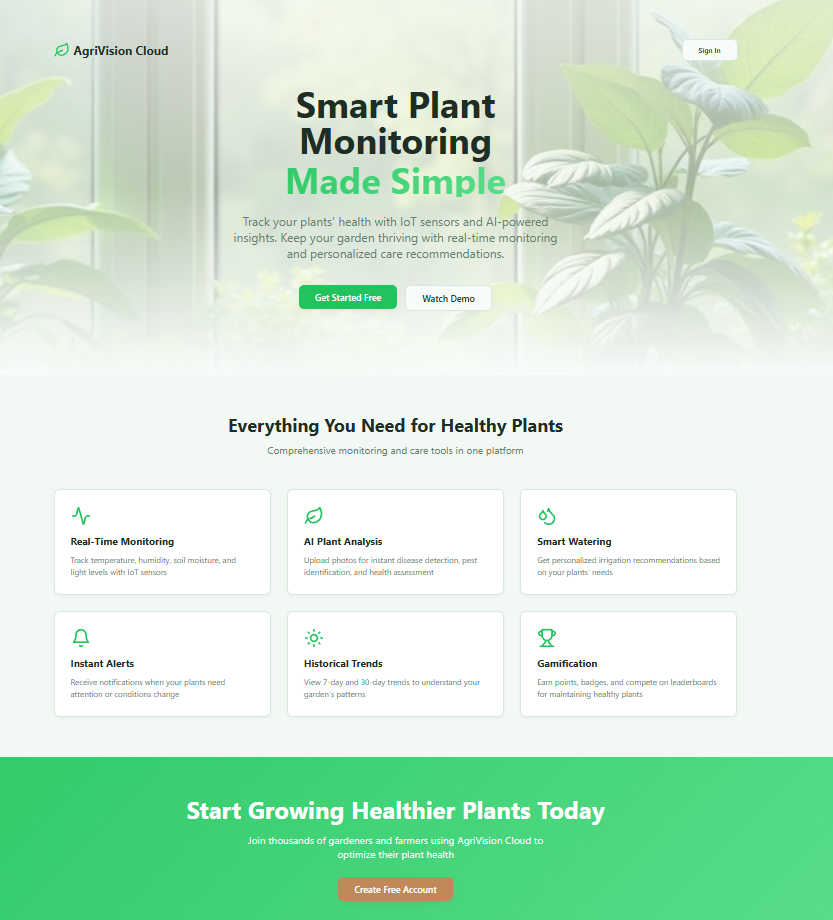 AgriVision Cloud
Sign In
Smart Plant
Monitoring
Made Simple
Track your plants' health with IoT sensors and AI-powered
insights. Keep your garden thriving with real-time monitoring
and personalized care recommendations.
Get Started Free
Watch Demo
Everything You Need for Healthy Plants
Comprehensive monitoring and care tools in one platform
Real-Time Monitoring
Track temperature, humidity, soil moisture, and
light levels with IoT sensors
AI Plant Analysis
Upload photos for instant disease detection, pest
identification, and health assessment
Smart Watering
Get personalized irrigation recommendations based
on your plants' needs
Instant Alerts
Receive notifications when your plants need
attention or conditions change
Historical Trends
View 7-day and 30-day trends to understand your
garden's patterns
Gamification
Earn points, badges, and compete on leaderboards
for maintaining healthy plants
Start Growing Healthier Plants Today
Join thousands of gardeners and farmers using AgriVision Cloud to
optimize their plant health
Create Free Account